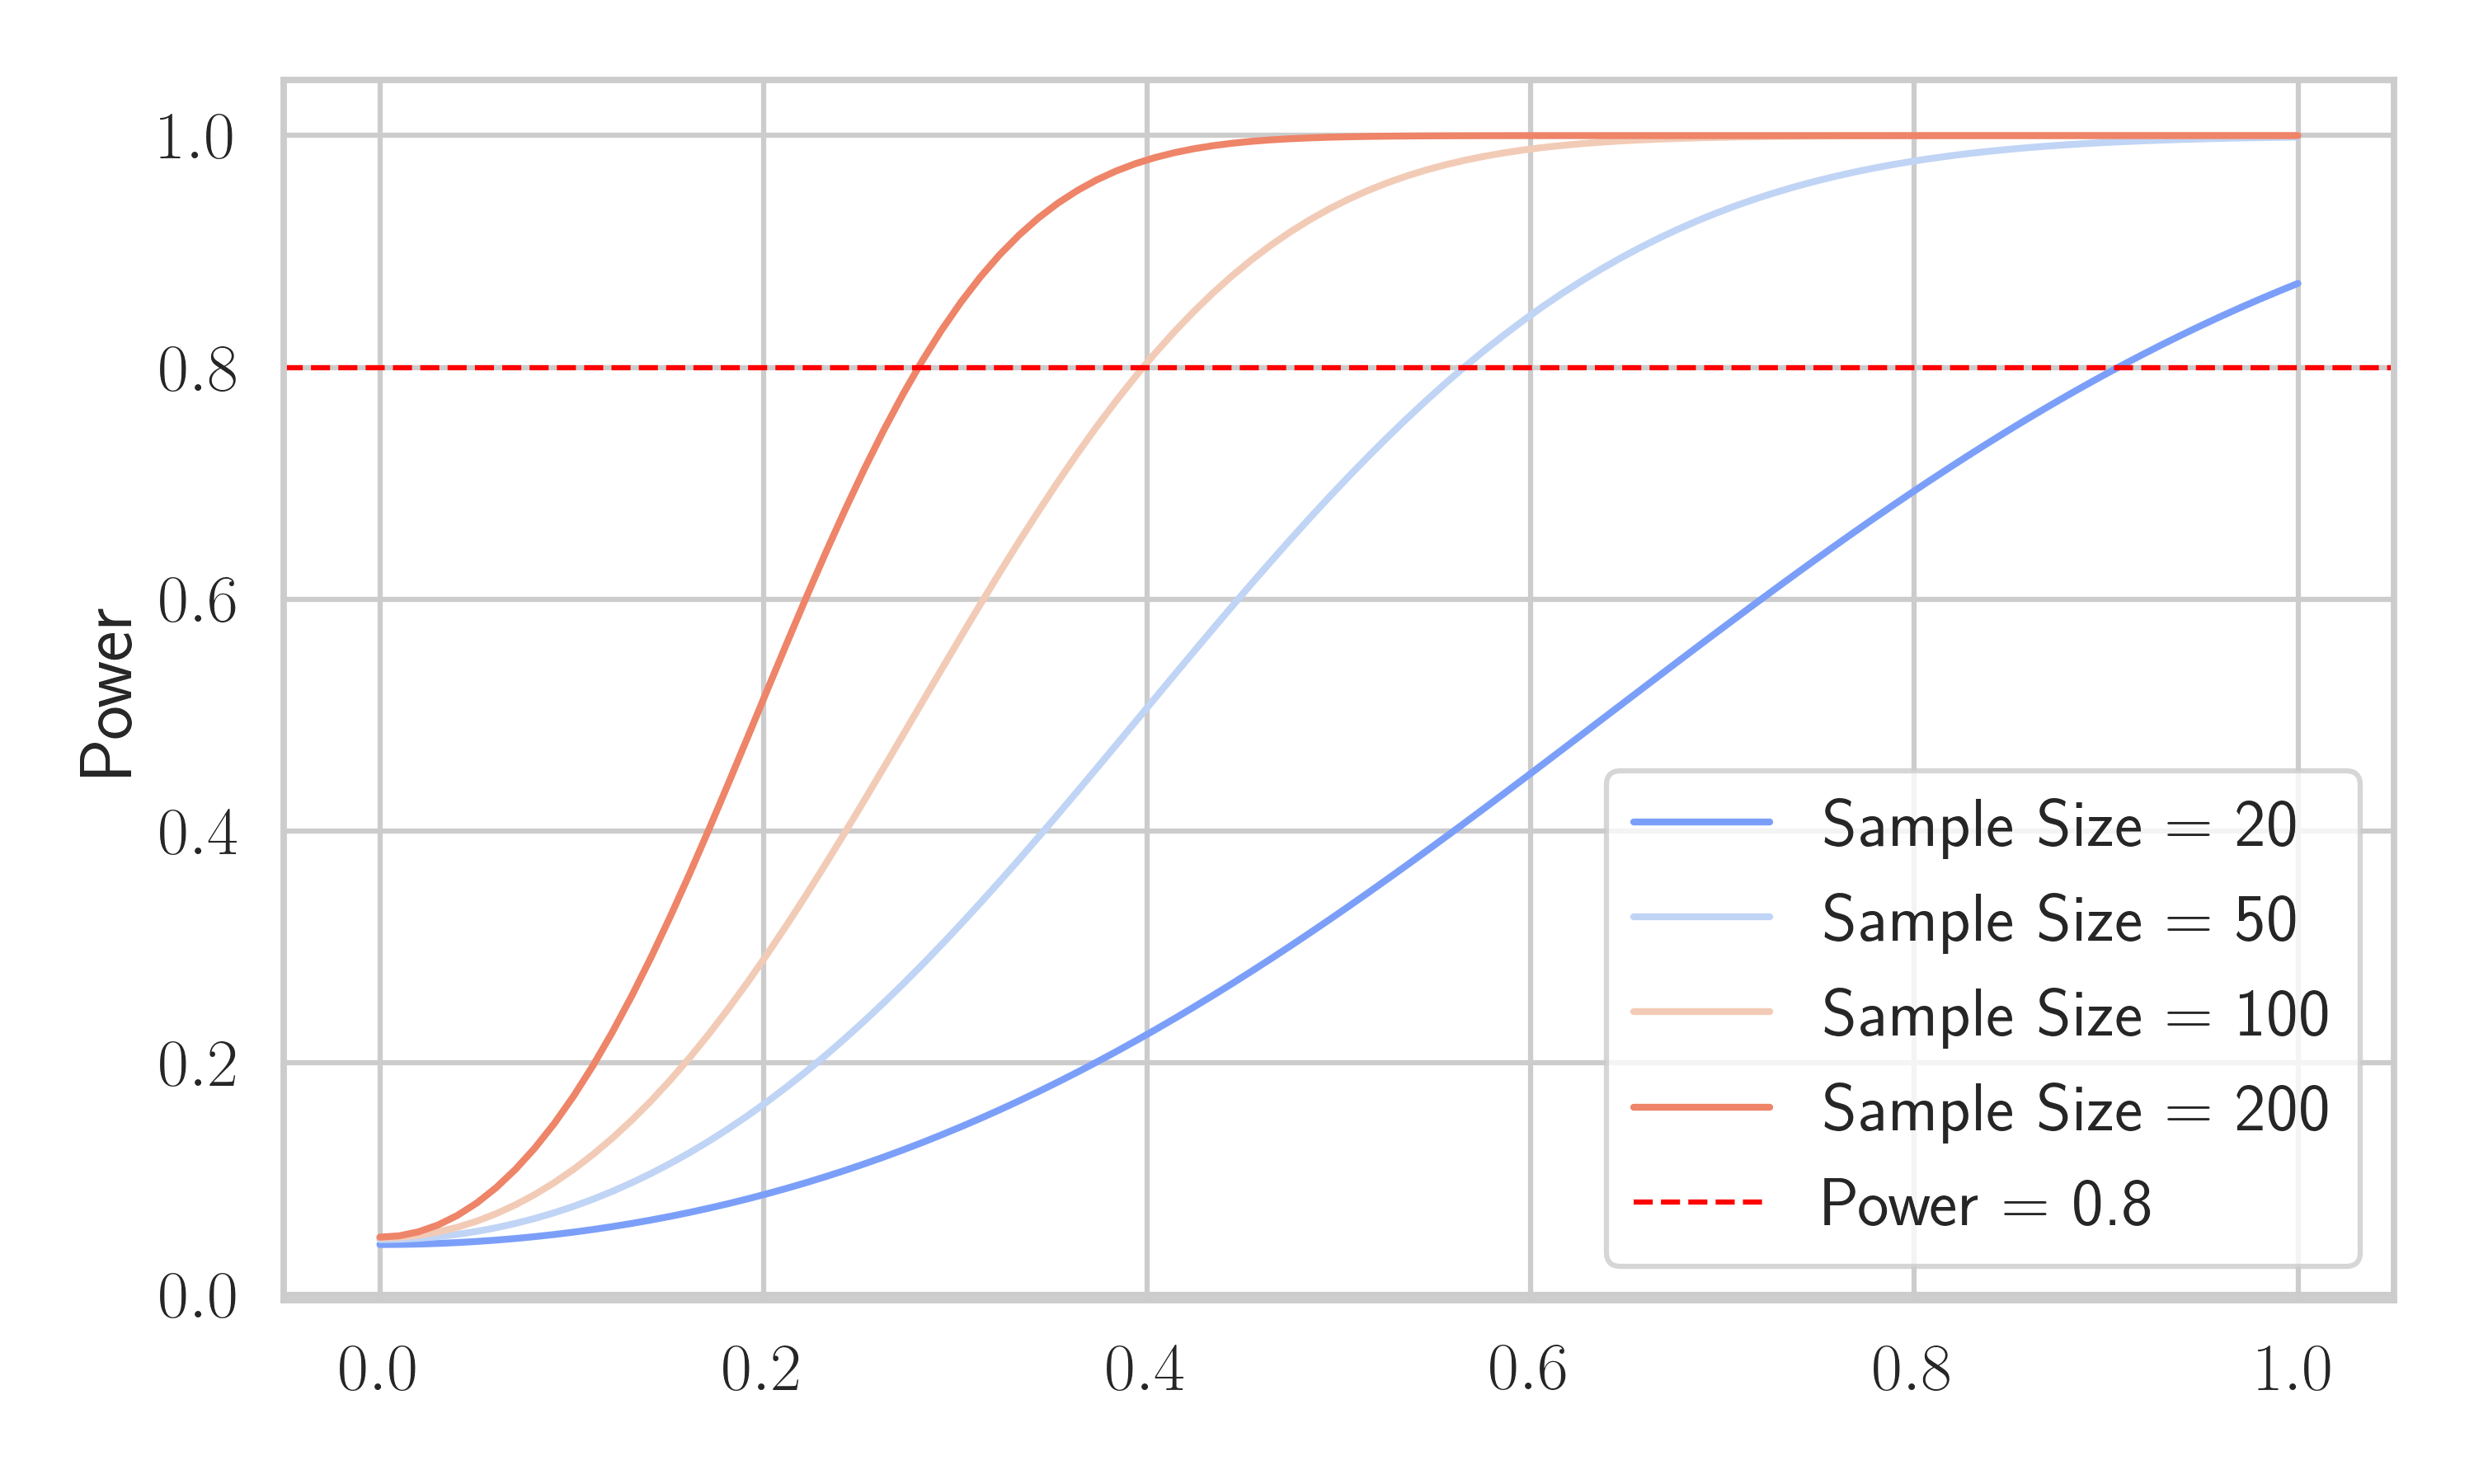 1.0
0.8
0.6
0.4
0.2
0.0
Power
0.0 0.2 0.4 0.6 0.8 1.0
Sample Size = 20
Sample Size = 50
Sample Size = 100
Sample Size = 200
Power = 0.8